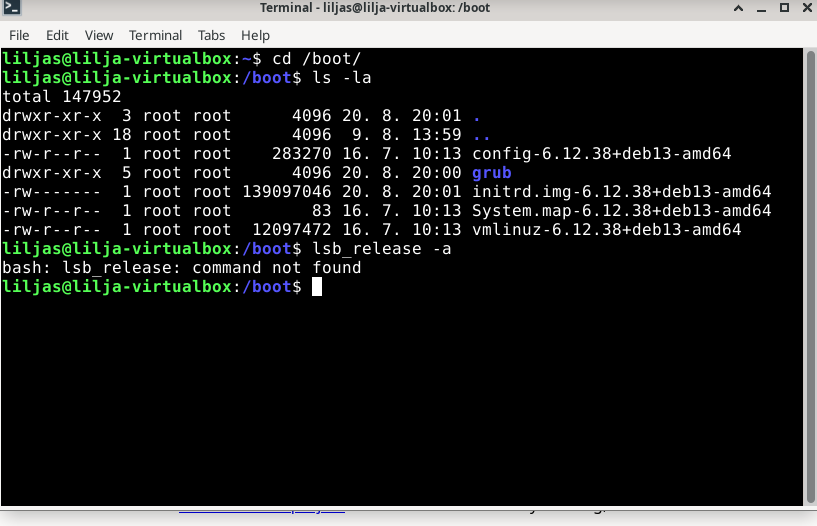 Terminal - liljas@lilja-virtualbox: /boot
File Edit View Terminal Tabs Help
liljas@lilja-virtualbox:~$ cd /boot/
liljas@lilja-virtualbox:/boot$ ls -la
total 147952
drwxr-xr-x  3 root root      4096 20. 8. 20:01 .
drwxr-xr-x 18 root root      4096  9. 8. 13:59 ..
-rw-r--r--  1 root root    283270 16. 7. 10:13 config-6.12.38+deb13-amd64
drwxr-xr-x  5 root root      4096 20. 8. 20:00 grub
-rw-------  1 root root 139097046 20. 8. 20:01 initrd.img-6.12.38+deb13-amd64
-rw-r--r--  1 root root        83 16. 7. 10:13 System.map-6.12.38+deb13-amd64
-rw-r--r--  1 root root  12097472 16. 7. 10:13 vmlinuz-6.12.38+deb13-amd64
liljas@lilja-virtualbox:/boot$ lsb_release -a
bash: lsb_release: command not found
liljas@lilja-virtualbox:/boot$